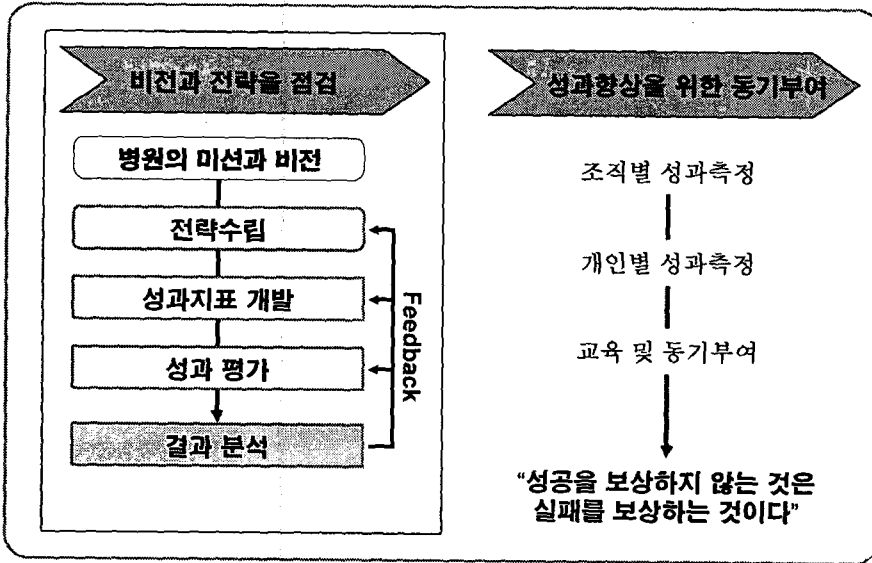 비전과 전략을 점검
병원의 미션과 비전
전략수립
성과지표 개발
성과 평가
결과 분석
Feedback
성과향상을 위한 동기부여
조직별 성과측정
개인별 성과측정
교육 및 동기부여
“성공을 보상하지 않는 것은
실패를 보상하는 것이다”